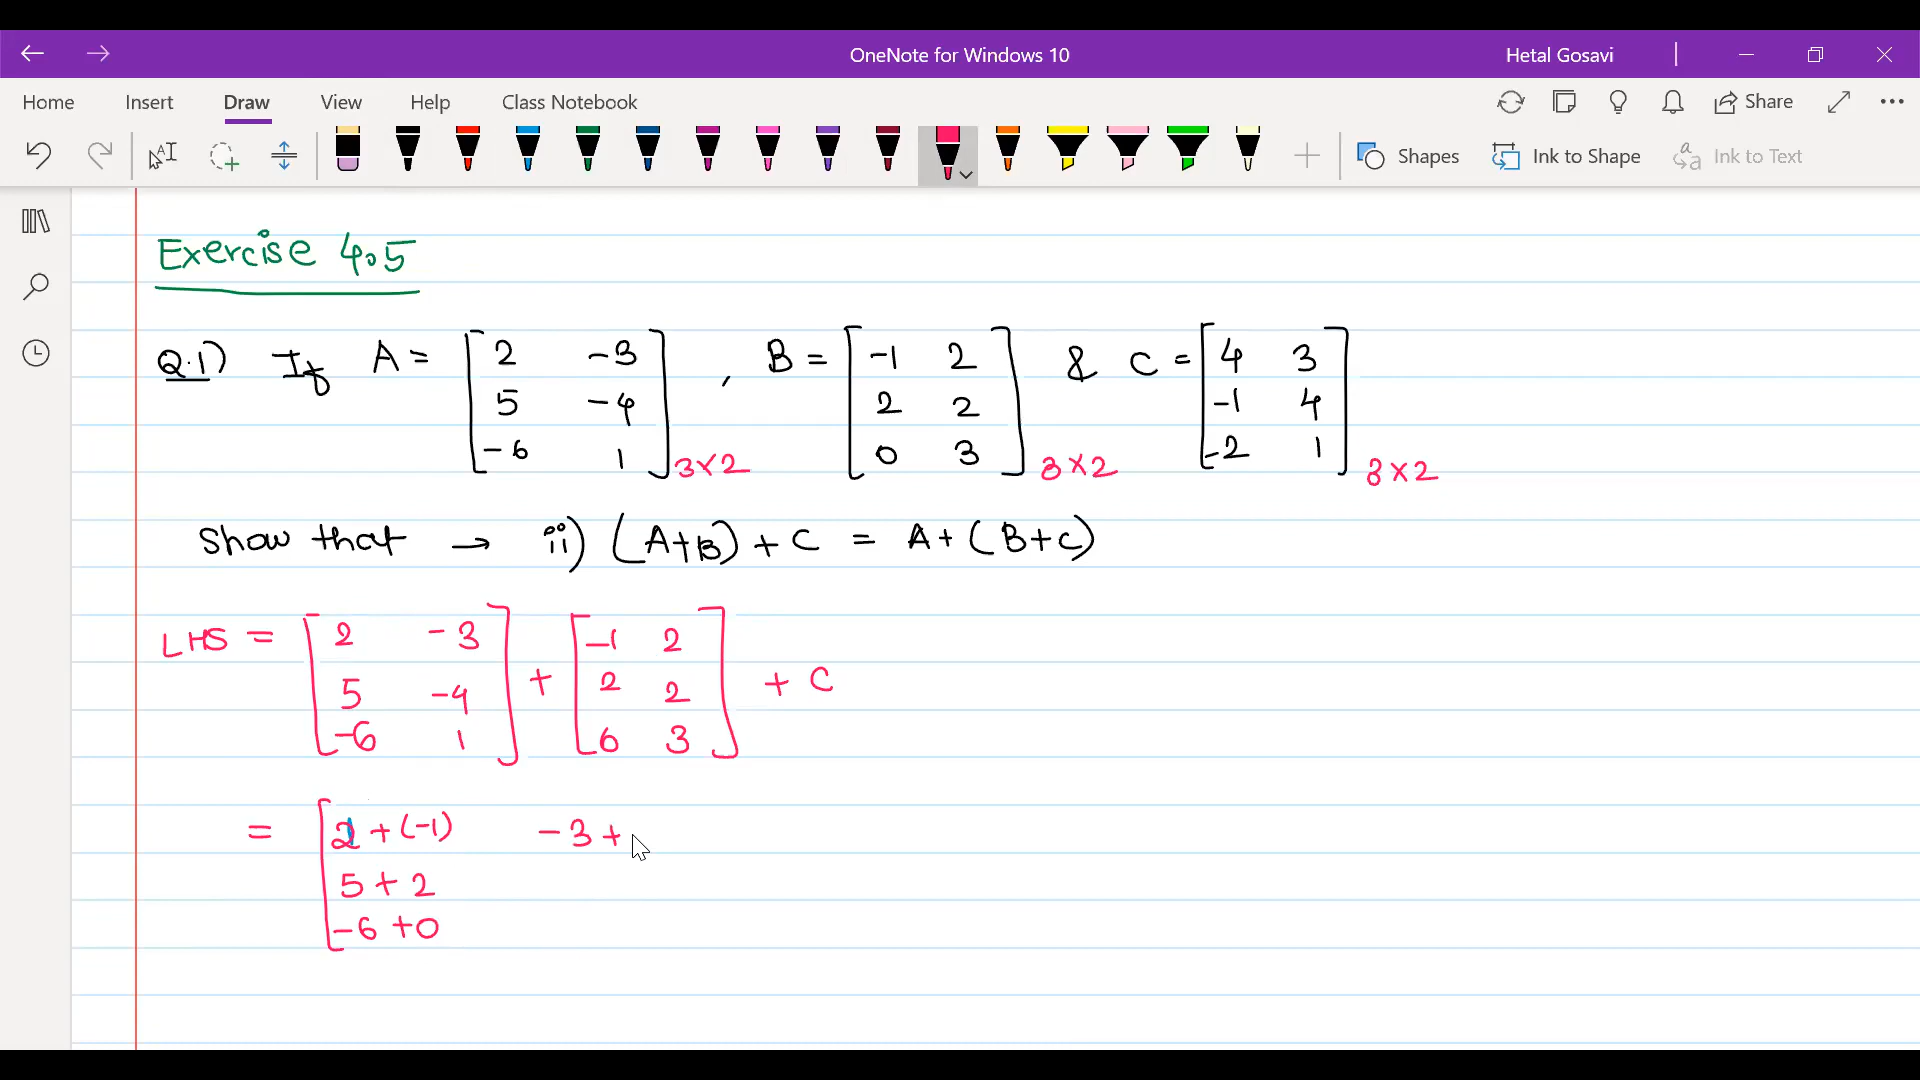 OneNote for Windows 10 Hetal Gosavi
Home Insert Draw View Help Class Notebook Share
Shapes Ink to Shape Ink to Text
Exercise 4.5
Q.1) If A = [ 2 -3 ] , B = [ -1 2 ] & C = [ 4 3 ]
5 -4 2 2 -1 4
-6 1 0 3 -2 1
3×2 3×2 3×2
Show that → ii) (A+B) + C = A + (B+C)
LHS = [ 2 -3 ] + [ -1 2 ] + C
5 -4 2 2
-6 1 6 3
= [ 2 + (-1) -3 +
5 + 2
-6 + 0